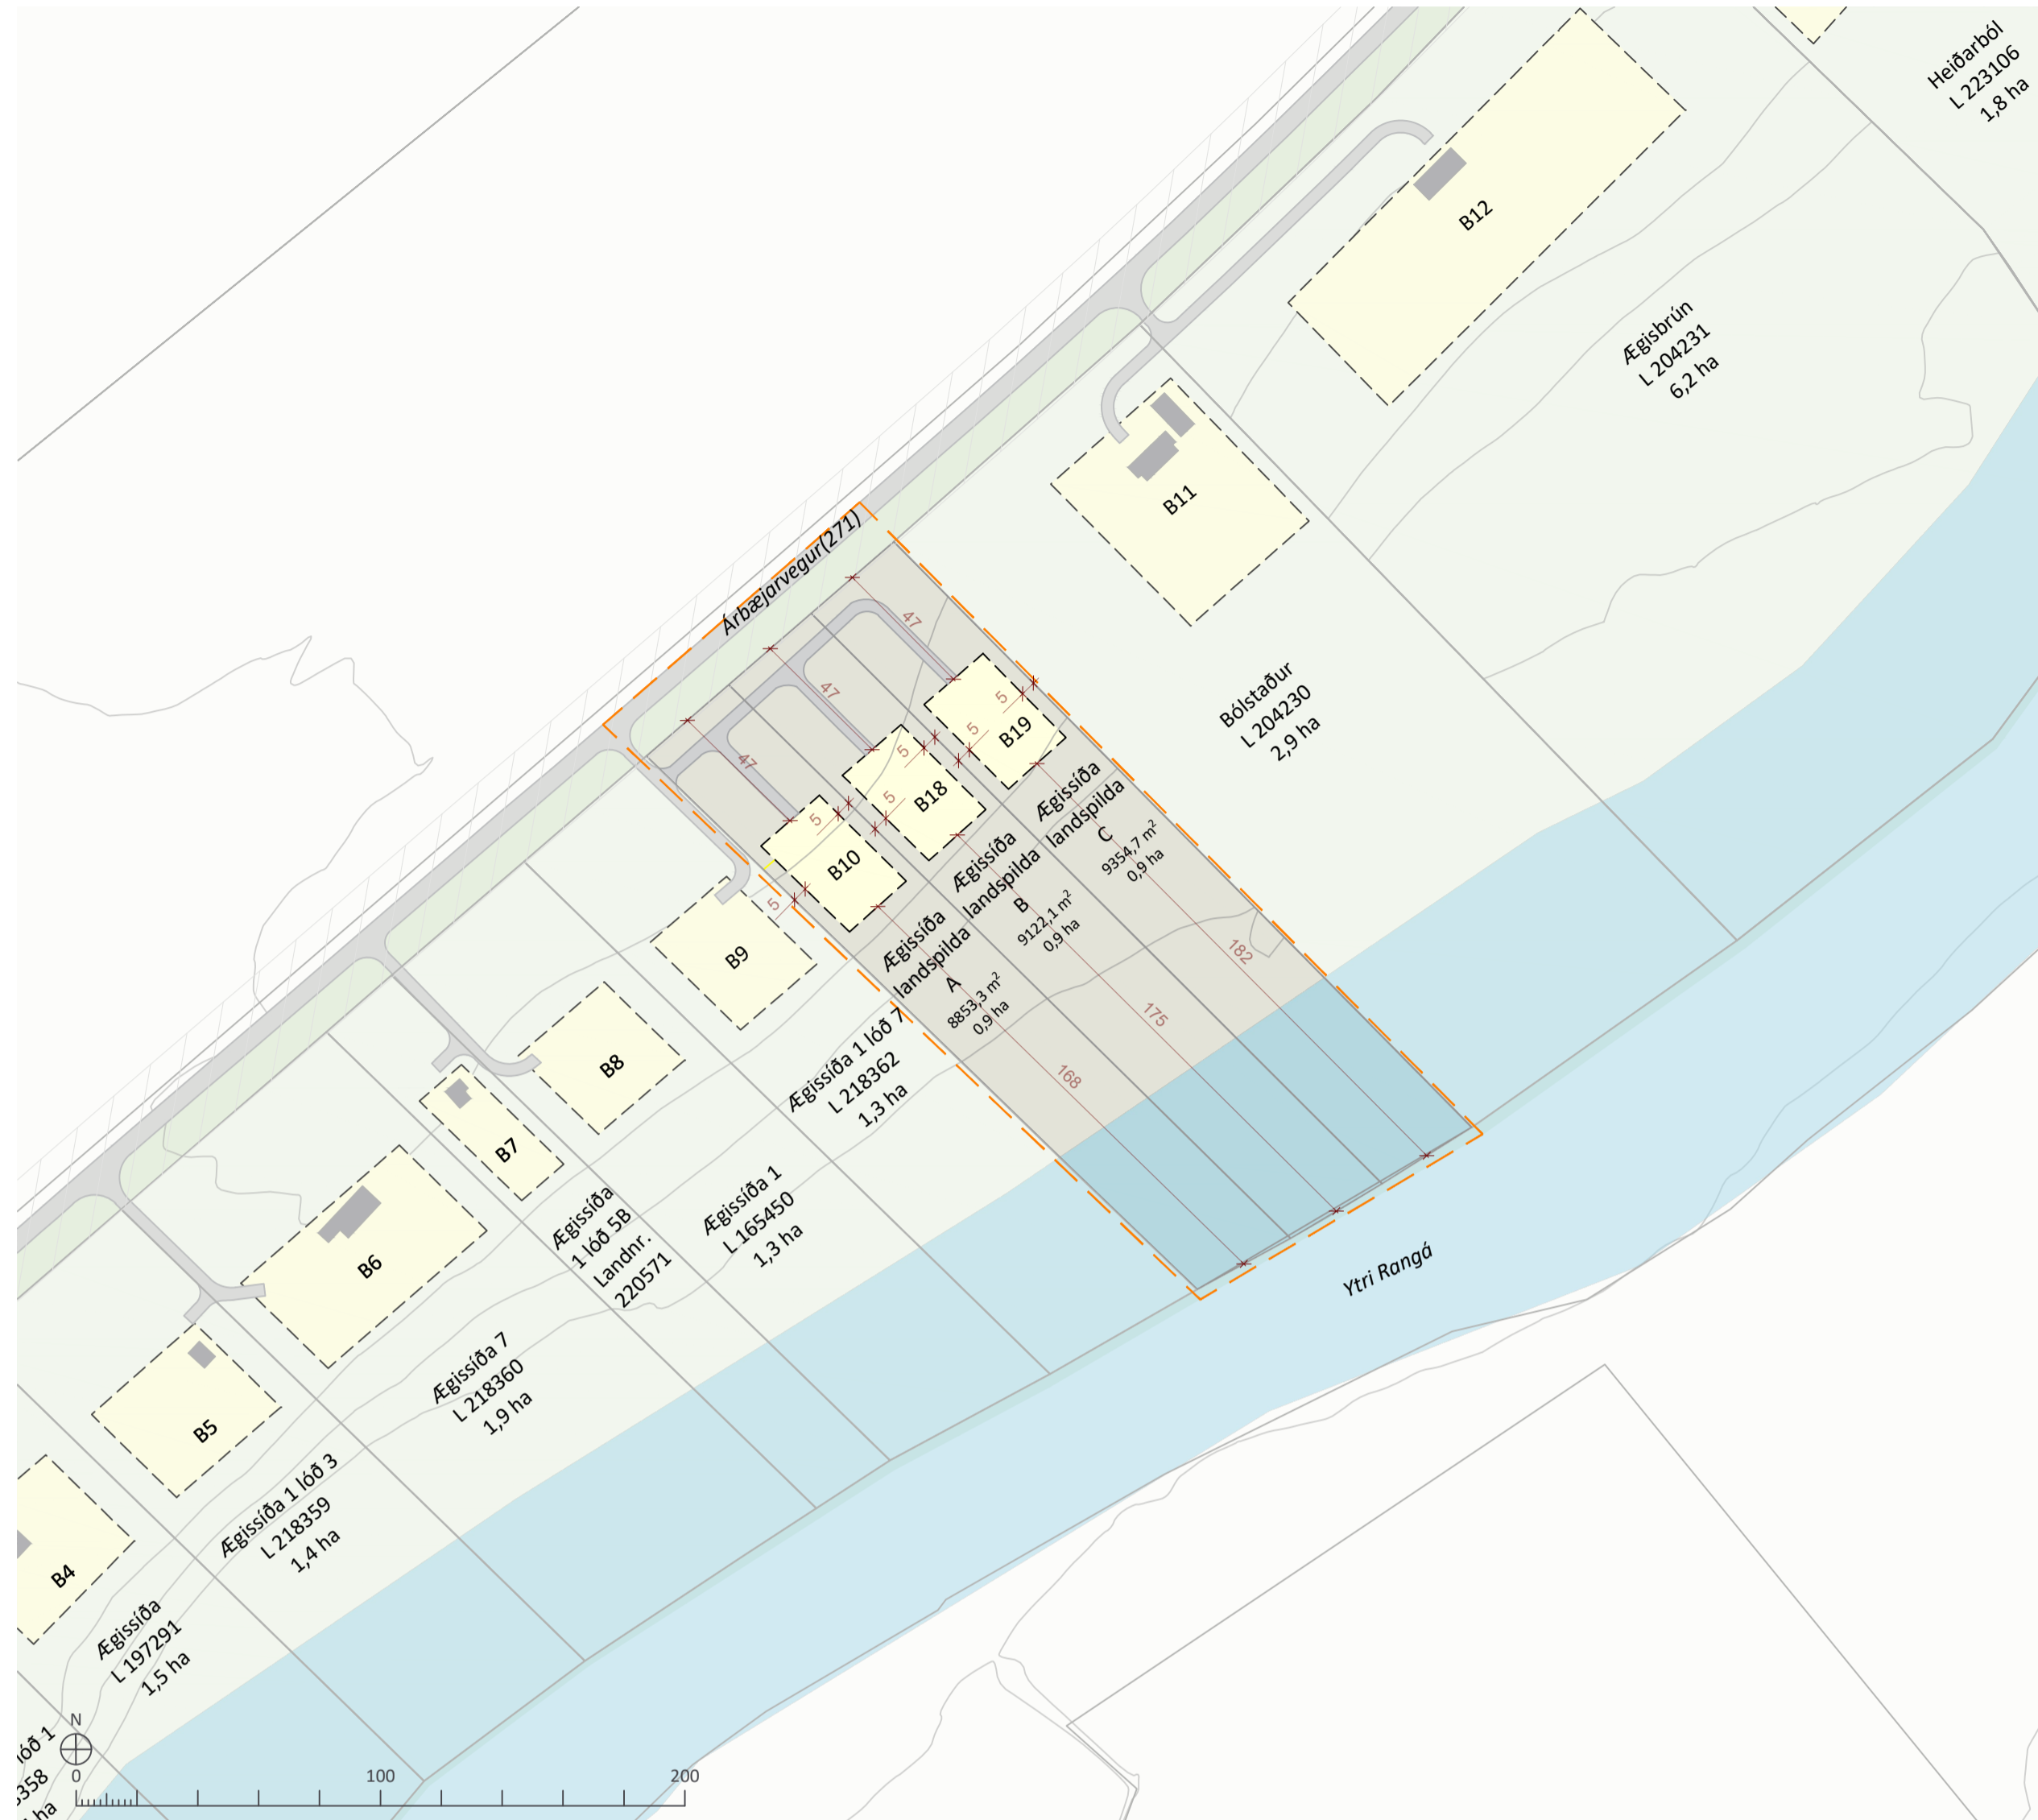 Heiðarból
L 223106
1,8 ha
B12
Ægisbrún
L 204231
6,2 ha
B11
Árbæjarvegur(271)
47
47
47
Bólstaður
L 204230
2,9 ha
5
B19
5
5
B18
5
5
B10
5
B9
Ægissíða
landspilda
C
9354,7 m²
0,9 ha
Ægissíða
landspilda
B
9122,1 m²
0,9 ha
Ægissíða
landspilda
A
8853,3 m²
0,9 ha
182
175
168
B8
Ægissíða 1 lóð 7
L 218362
1,3 ha
B7
Ægissíða 1
L 165450
1,3 ha
Ægissíða
1 lóð 5B
Landnr.
220571
B6
Ytri Rangá
Ægissíða 7
L 218360
1,9 ha
B5
Ægissíða 1 lóð 3
L 218359
1,4 ha
B4
Ægissíða
L 197291
1,5 ha
lóð 1
358
ha
N
0
100
200